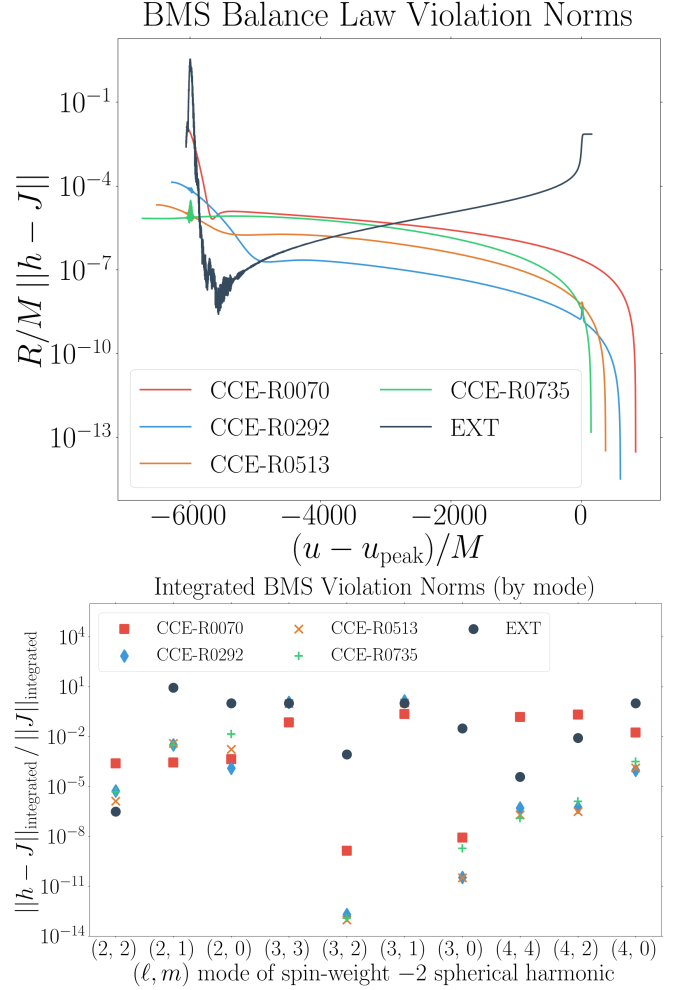 BMS Balance Law Violation Norms
R/M ||h − J||
10⁻¹
10⁻⁴
10⁻⁷
10⁻¹⁰
10⁻¹³
CCE-R0070
CCE-R0292
CCE-R0513
CCE-R0735
EXT
−6000 −4000 −2000 0
(u − u_peak)/M
Integrated BMS Violation Norms (by mode)
||h − J||_integrated / ||J||_integrated
10⁴
10¹
10⁻²
10⁻⁵
10⁻⁸
10⁻¹¹
10⁻¹⁴
CCE-R0070
CCE-R0292
CCE-R0513
CCE-R0735
EXT
(2, 2) (2, 1) (2, 0) (3, 3) (3, 2) (3, 1) (3, 0) (4, 4) (4, 2) (4, 0)
(ℓ, m) mode of spin-weight −2 spherical harmonic